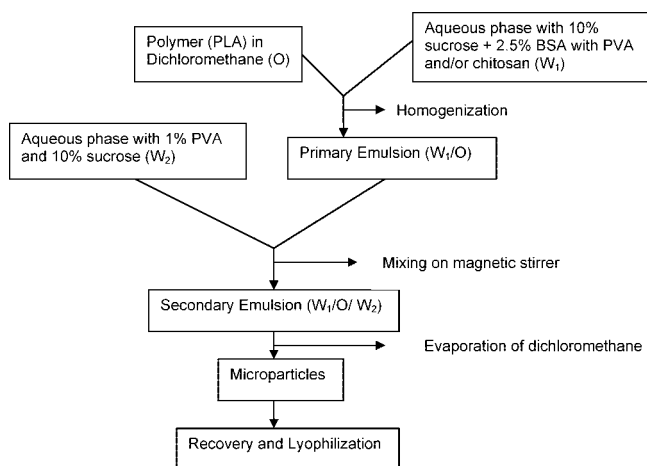 Polymer (PLA) in
Dichloromethane (O)
Aqueous phase with 10%
sucrose + 2.5% BSA with PVA
and/or chitosan (W₁)
Homogenization
Aqueous phase with 1% PVA
and 10% sucrose (W₂)
Primary Emulsion (W₁/O)
Mixing on magnetic stirrer
Secondary Emulsion (W₁/O/ W₂)
Evaporation of dichloromethane
Microparticles
Recovery and Lyophilization